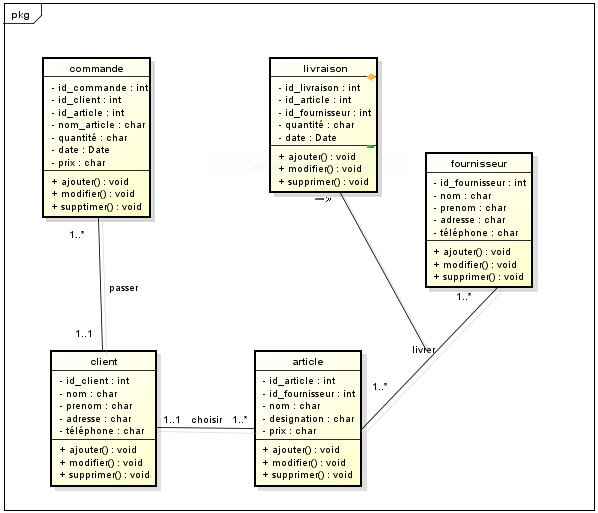 pkg
commande
- id_commande : int
- id_client : int
- id_article : int
- nom_article : char
- quantité : char
- date : Date
- prix : char
+ ajouter() : void
+ modifier() : void
+ supptimer() : void
livraison
- id_livraison : int
- id_article : int
- id_fournisseur : int
- quantité : char
- date : Date
+ ajouter() : void
+ modifier() : void
+ supprimer() : void
fournisseur
- id_fournisseur : int
- nom : char
- prenom : char
- adresse : char
- téléphone : char
+ ajouter() : void
+ modifier() : void
+ supprimer() : void
1..*
passer
1..1
1..*
livrer
1..*
client
- id_client : int
- nom : char
- prenom : char
- adresse : char
- téléphone : char
+ ajouter() : void
+ modifier() : void
+ supprimer() : void
1..1 choisir 1..*
article
- id_article : int
- id_fournisseur : int
- nom : char
- designation : char
- prix : char
+ ajouter() : void
+ modifier() : void
+ supprimer() : void